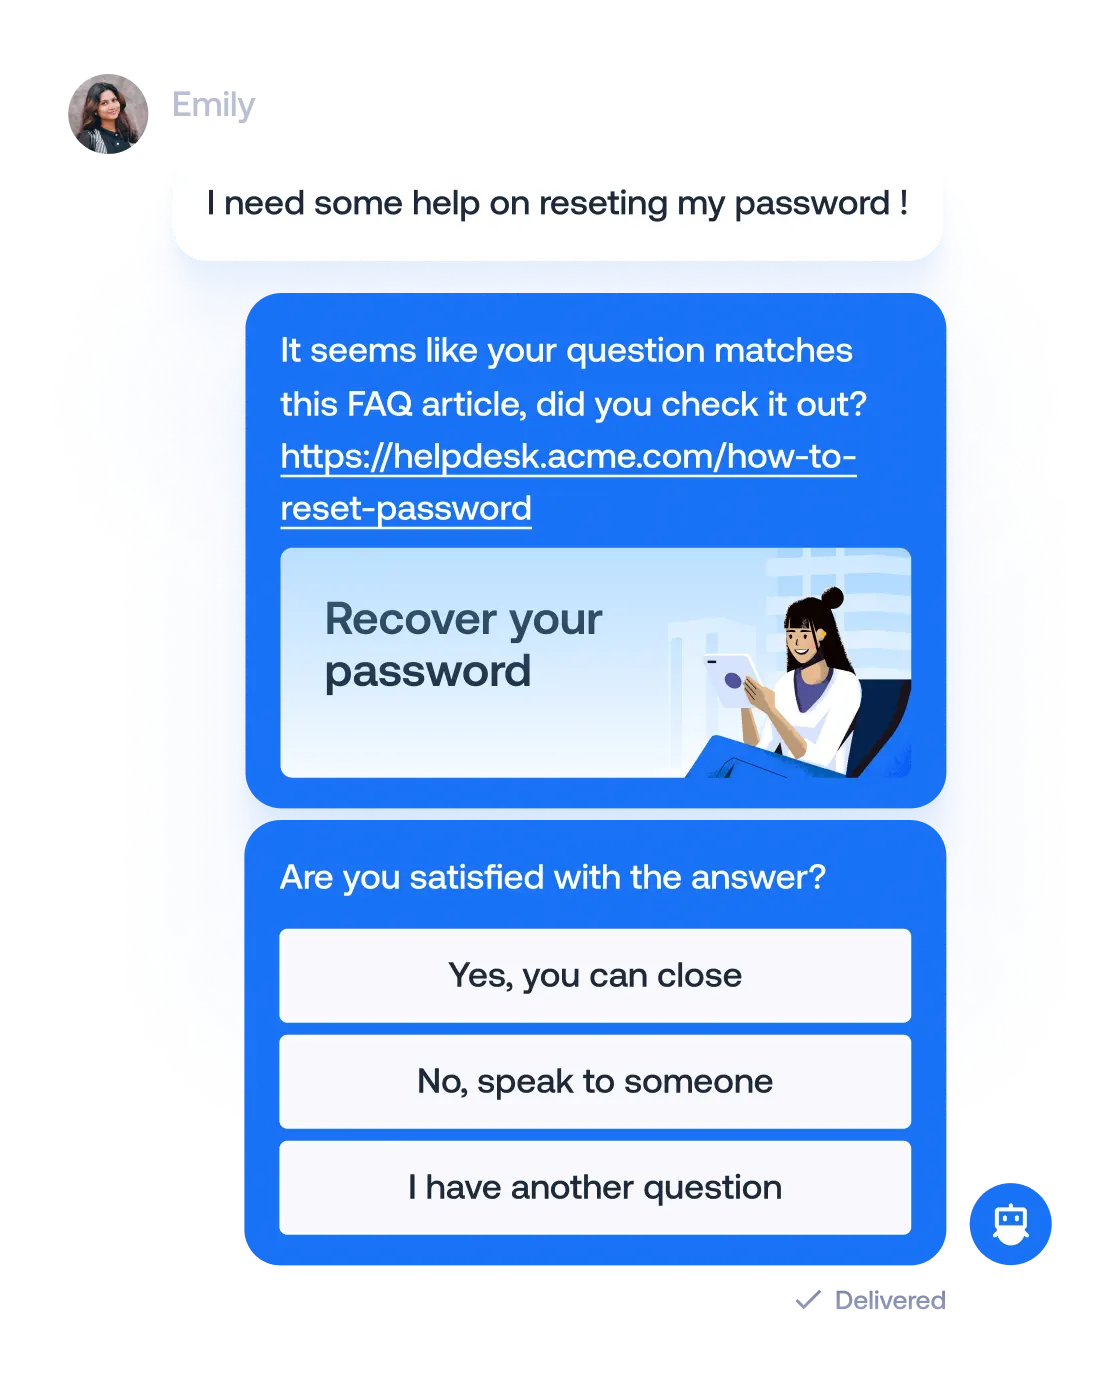 Emily
I need some help on reseting my password !
It seems like your question matches
this FAQ article, did you check it out?
https://helpdesk.acme.com/how-to-
reset-password
Recover your
password
Are you satisfied with the answer?
Yes, you can close
No, speak to someone
I have another question
Delivered